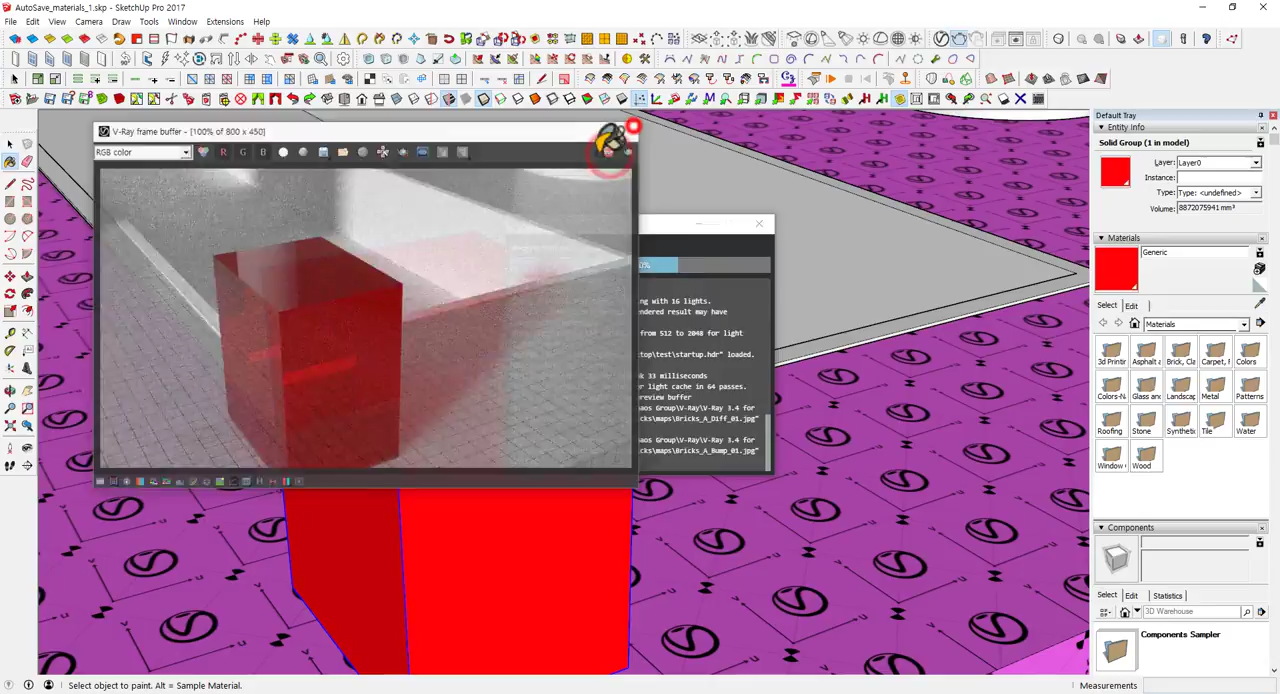 AutoSave_materials_1.skp - SketchUp Pro 2017
File Edit View Camera Draw Tools Window Extensions Help
V-Ray frame buffer - [100% of 800 x 450]
RGB color
R G B
ng with 16 lights.
ndered result may have
from 512 to 2048 for light
top\test\startup.hdr" loaded.
k 33 milliseconds
er light cache in 64 passes.
review buffer
aos Group\V-Ray\V-Ray 3.4 for
cks\maps\Bricks_A_Diff_01.jpg"
aos Group\V-Ray\V-Ray 3.4 for
cks\maps\Bricks_A_Bump_01.jpg"
Default Tray
Entity Info
Solid Group (1 in model)
Layer: Layer0
Instance:
Type: Type: <undefined>
Volume: 8872075941 mm³
Materials
Generic
Select Edit
Materials
3d Printir Asphalt a Brick, Cla Carpet, F Colors
Colors-Na Glass anc Landscap Metal Patterns
Roofing Stone Syntheti Tile Water
Window ( Wood
Components
Select Edit Statistics
3D Warehouse
Components Sampler
Select object to paint. Alt = Sample Material.
Measurements